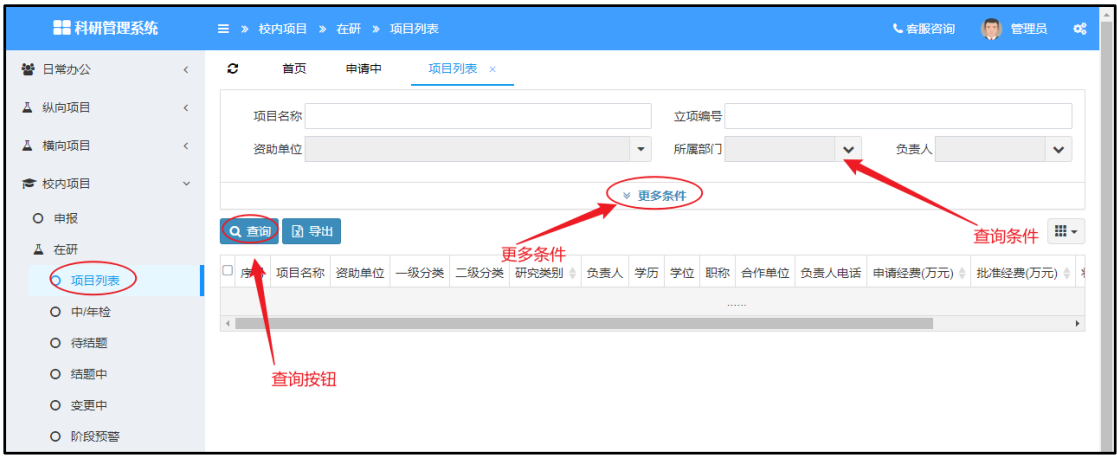 科研管理系统
» 校内项目 » 在研 » 项目列表
客服咨询 管理员
日常办公
纵向项目
横向项目
校内项目
申报
在研
项目列表
中/年检
待结题
结题中
变更中
阶段预警
首页 申请中 项目列表 ×
项目名称 立项编号
资助单位 所属部门 负责人
更多条件
查询 导出
更多条件
查询条件
序 项目名称 资助单位 一级分类 二级分类 研究类别 负责人 学历 学位 职称 合作单位 负责人电话 申请经费(万元) 批准经费(万元)
......
查询按钮